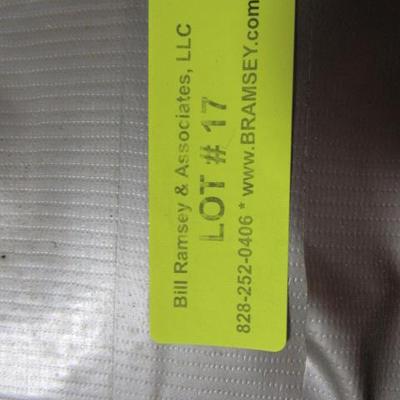 Bill Ramsey & Associates, LLC
LOT # 17
828-252-0406 * www.BRAMSEY.com